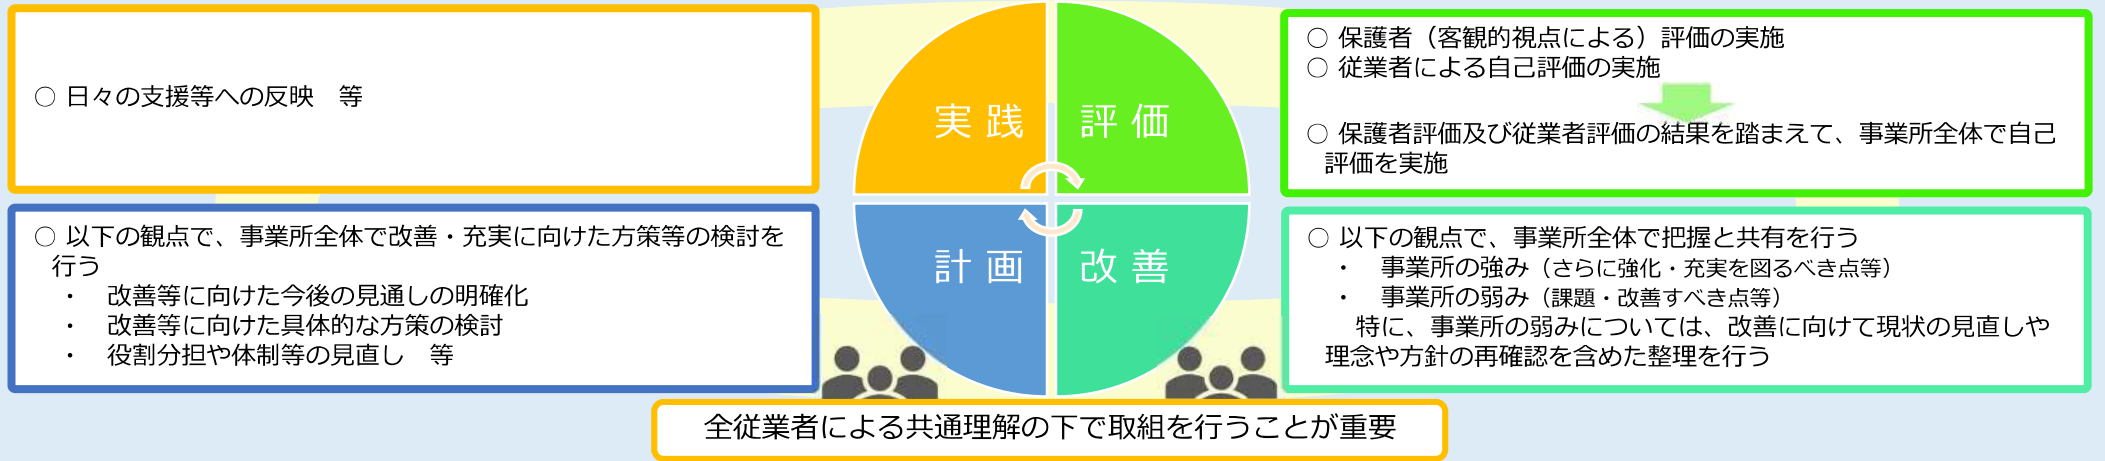 ○ 日々の支援等への反映　等
実 践
評 価
○ 保護者（客観的視点による）評価の実施
○ 従業者による自己評価の実施
○ 保護者評価及び従業者評価の結果を踏まえて、事業所全体で自己
評価を実施
○ 以下の観点で、事業所全体で改善・充実に向けた方策等の検討を
行う
・　改善等に向けた今後の見通しの明確化
・　改善等に向けた具体的な方策の検討
・　役割分担や体制等の見直し　等
計 画
改 善
○ 以下の観点で、事業所全体で把握と共有を行う
・　事業所の強み（さらに強化・充実を図るべき点等）
・　事業所の弱み（課題・改善すべき点等）
特に、事業所の弱みについては、改善に向けて現状の見直しや
理念や方針の再確認を含めた整理を行う
全従業者による共通理解の下で取組を行うことが重要